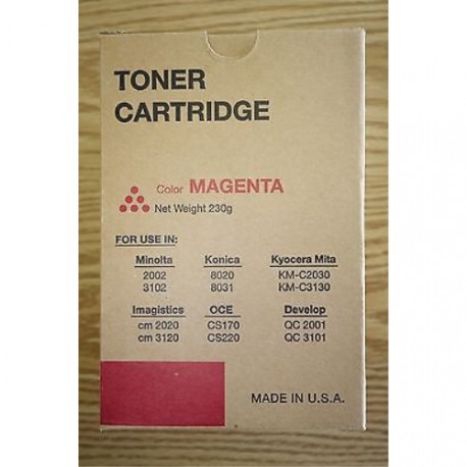 TONER
CARTRIDGE
Color MAGENTA
Net Weight 230g
FOR USE IN:
Minolta Konica Kyocera Mita
2002 8020 KM-C2030
3102 8031 KM-C3130
Imagistics OCE Develop
cm 2020 CS170 QC 2001
cm 3120 CS220 QC 3101
MADE IN U.S.A.